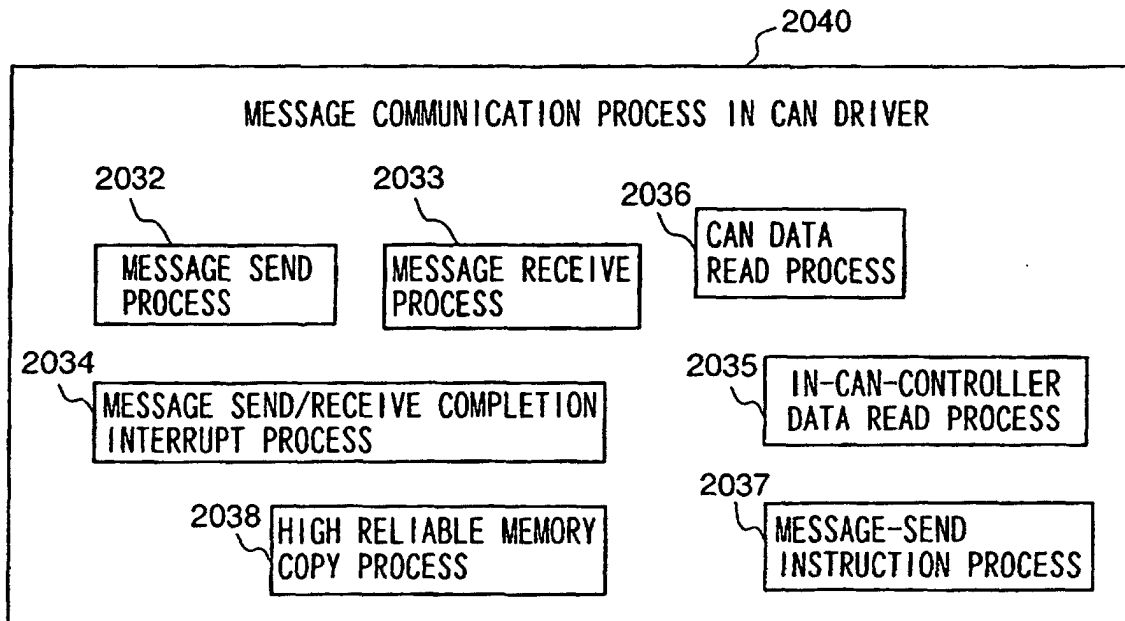 2040
MESSAGE COMMUNICATION PROCESS IN CAN DRIVER
2032
MESSAGE SEND
PROCESS
2033
MESSAGE RECEIVE
PROCESS
2036
CAN DATA
READ PROCESS
2034
MESSAGE SEND/RECEIVE COMPLETION
INTERRUPT PROCESS
2035
IN-CAN-CONTROLLER
DATA READ PROCESS
2038
HIGH RELIABLE MEMORY
COPY PROCESS
2037
MESSAGE-SEND
INSTRUCTION PROCESS